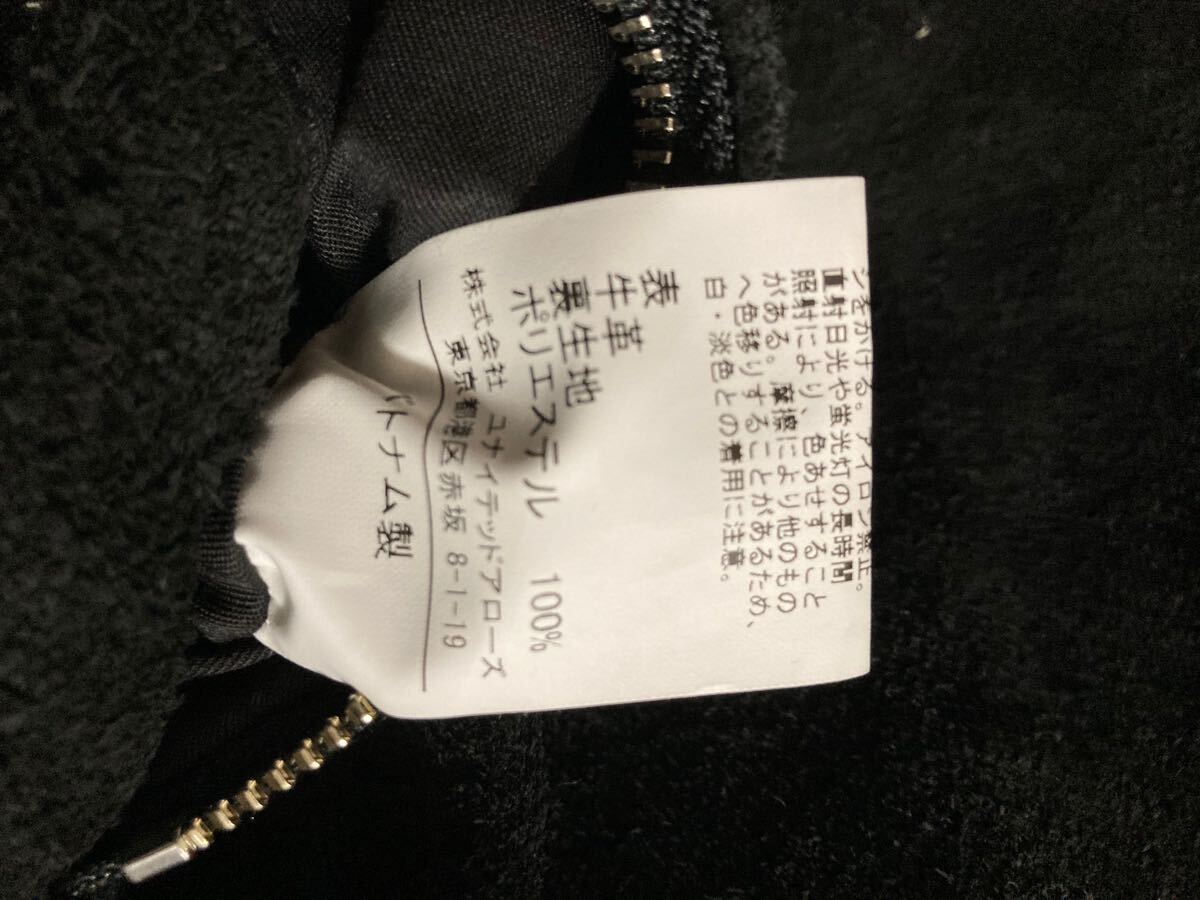 ンをかける。アイロン禁止。
直射日光や蛍光灯の長時間
照射により、色あせすること
がある。摩擦により他のもの
へ色移りすることがあるため、
白・淡色との着用に注意。
表
牛革
裏生地
ポリエステル 100%
株式会社 ユナイテッドアローズ
東京都港区赤坂 8-1-19
トナム製